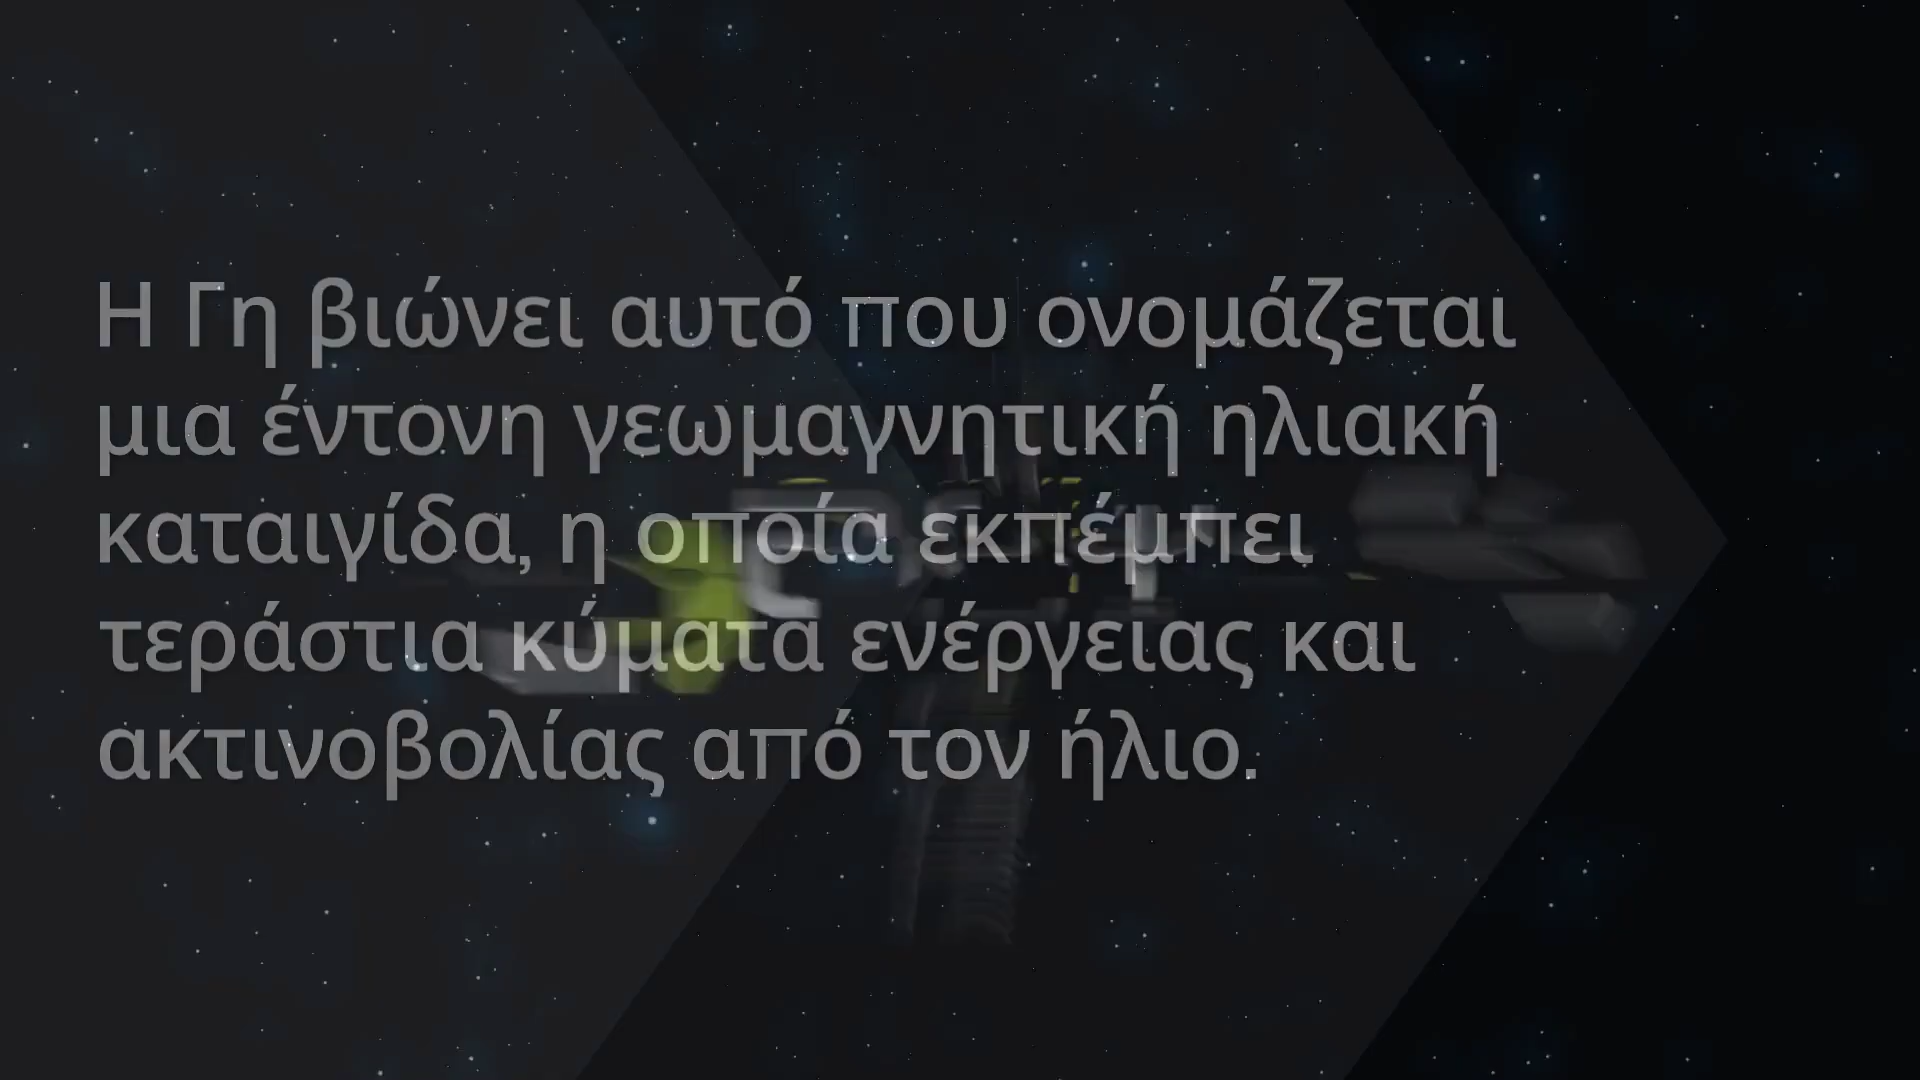 Η Γη βιώνει αυτό που ονομάζεται
μια έντονη γεωμαγνητική ηλιακή
καταιγίδα, η οποία εκπέμπει
τεράστια κύματα ενέργειας και
ακτινοβολίας από τον ήλιο.